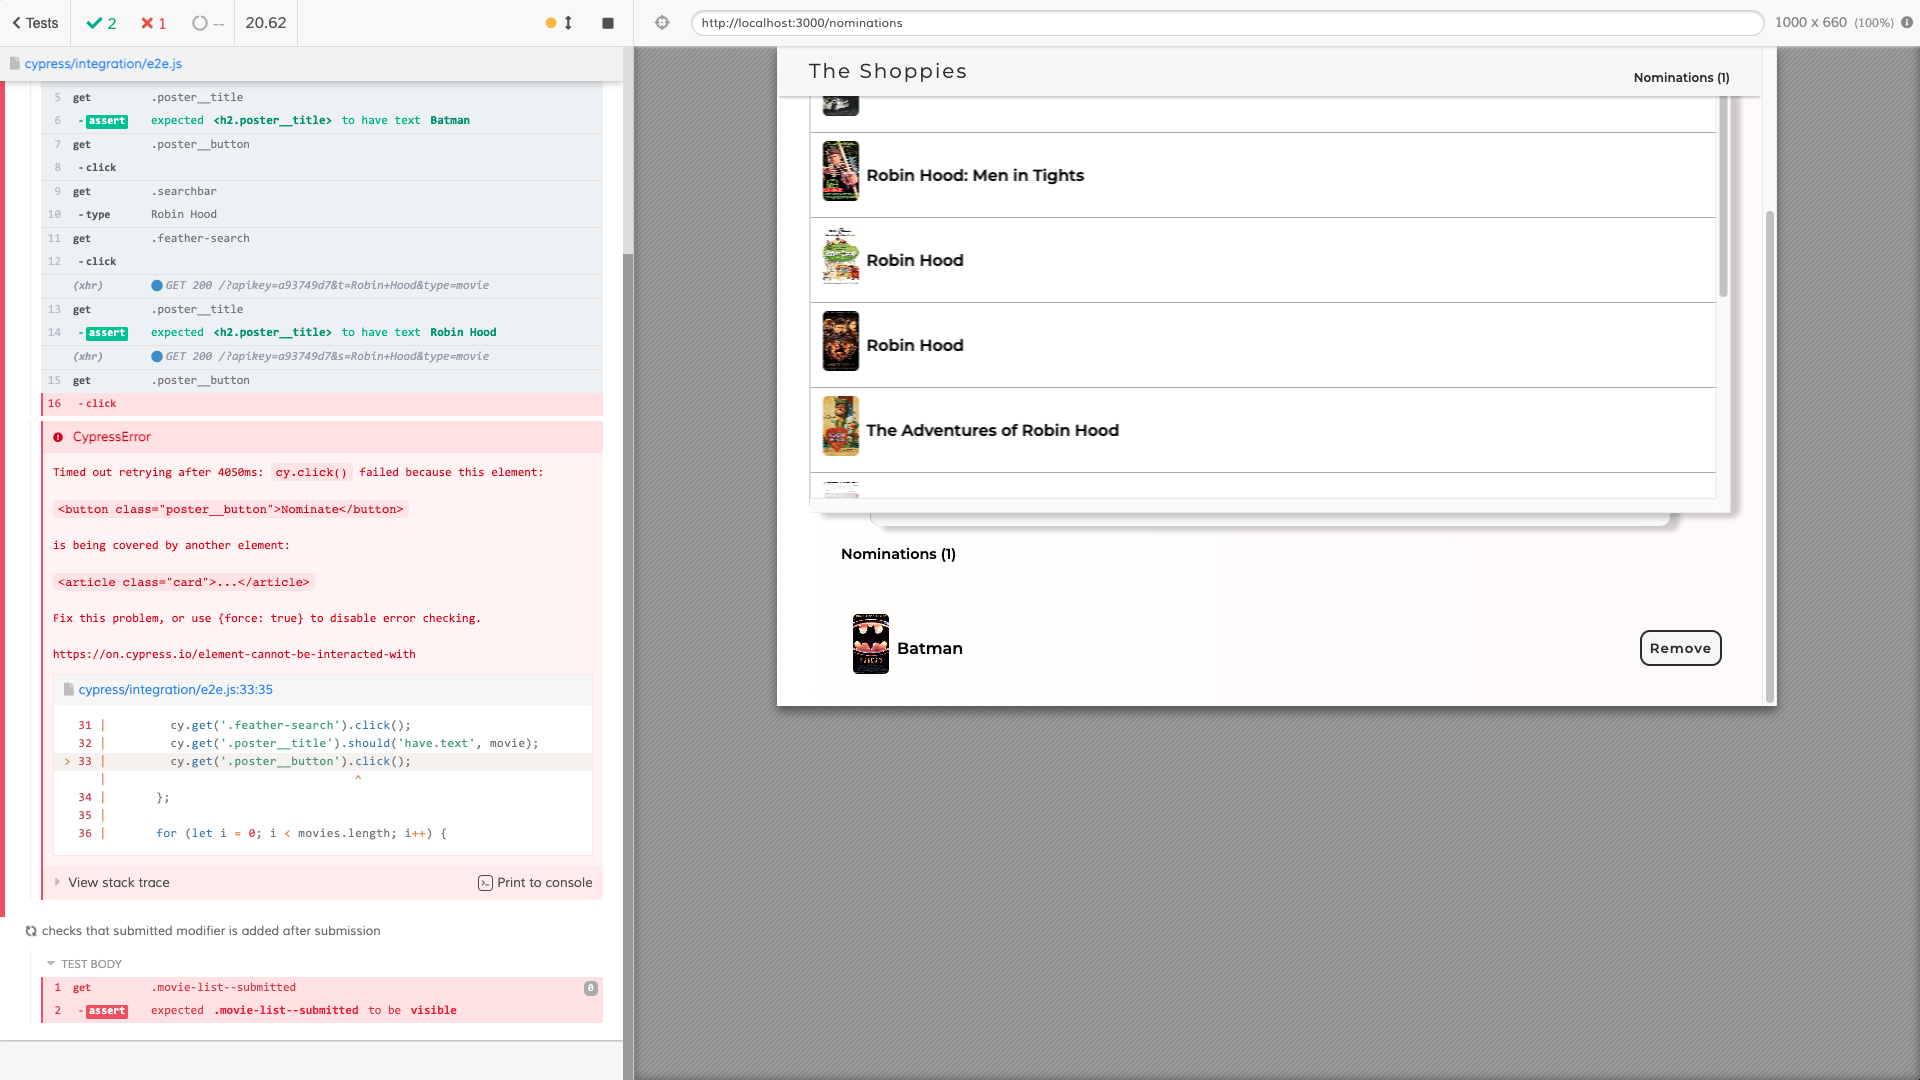 Tests
2
1
--
20.62
http://localhost:3000/nominations
1000 x 660 (100%)
cypress/integration/e2e.js
5 get .poster__title
6 -assert expected <h2.poster__title> to have text Batman
7 get .poster__button
8 -click
9 get .searchbar
10 -type Robin Hood
11 get .feather-search
12 -click
(xhr) GET 200 /?apikey=a93749d7&t=Robin+Hood&type=movie
13 get .poster__title
14 -assert expected <h2.poster__title> to have text Robin Hood
(xhr) GET 200 /?apikey=a93749d7&s=Robin+Hood&type=movie
15 get .poster__button
16 -click
CypressError
Timed out retrying after 4050ms: cy.click() failed because this element:
<button class="poster__button">Nominate</button>
is being covered by another element:
<article class="card">...</article>
Fix this problem, or use {force: true} to disable error checking.
https://on.cypress.io/element-cannot-be-interacted-with
cypress/integration/e2e.js:33:35
31 | cy.get('.feather-search').click();
32 | cy.get('.poster__title').should('have.text', movie);
> 33 | cy.get('.poster__button').click();
| ^
34 | };
35 |
36 | for (let i = 0; i < movies.length; i++) {
View stack trace
Print to console
checks that submitted modifier is added after submission
TEST BODY
1 get .movie-list--submitted 0
2 -assert expected .movie-list--submitted to be visible
The Shoppies
Nominations (1)
Robin Hood: Men in Tights
Robin Hood
Robin Hood
The Adventures of Robin Hood
Nominations (1)
Batman
Remove